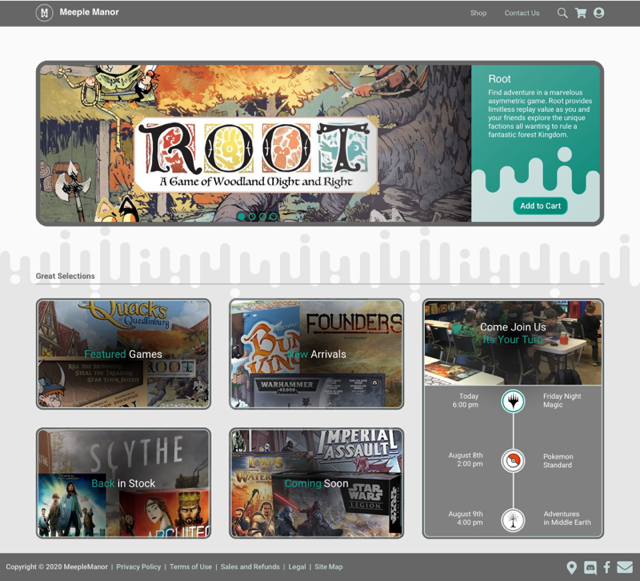 Meeple Manor
Shop
Contact Us
ROOT
A Game of Woodland Might and Right
Root
Find adventure in a marvelous
asymmetric game. Root provides
limitless replay value as you and
your friends explore the unique
factions all wanting to rule a
fantastic forest Kingdom.
Add to Cart
Great Selections
Quacks
of Quedlinburg
Featured Games
ROOT
FOUNDERS
New Arrivals
WARHAMMER
40,000
Come Join Us
It's Your Turn
Today
6:00 pm
Friday Night
Magic
August 8th
2:00 pm
Pokemon
Standard
August 9th
4:00 pm
Adventures
in Middle Earth
SCYTHE
Back in Stock
IMPERIAL
ASSAULT
LORDS
WATER
Coming Soon
STAR
WARS
LEGION
Copyright © 2020 MeepleManor | Privacy Policy | Terms of Use | Sales and Refunds | Legal | Site Map